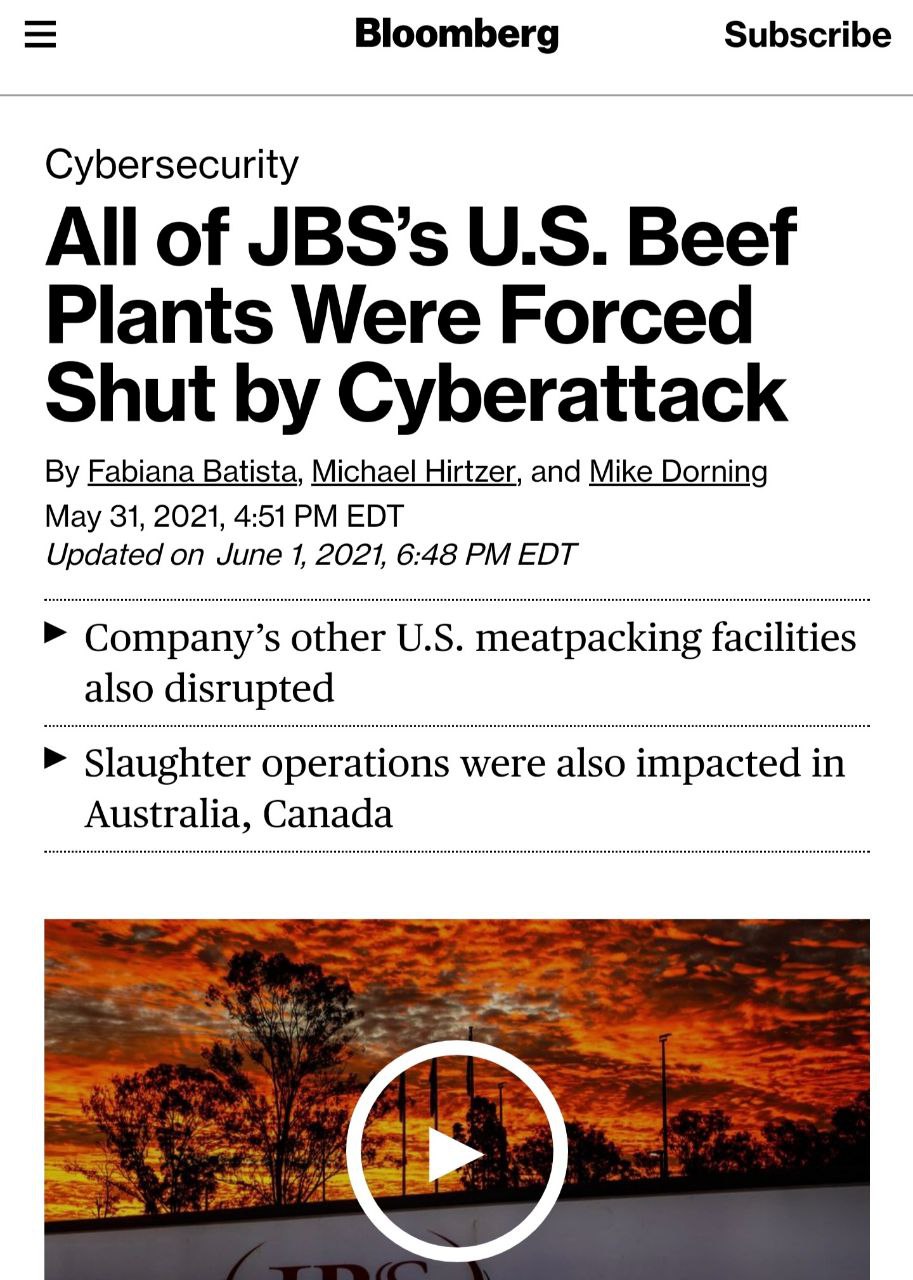 Bloomberg
Subscribe
Cybersecurity
All of JBS’s U.S. Beef
Plants Were Forced
Shut by Cyberattack
By Fabiana Batista, Michael Hirtzer, and Mike Dorning
May 31, 2021, 4:51 PM EDT
Updated on June 1, 2021, 6:48 PM EDT
Company’s other U.S. meatpacking facilities
also disrupted
Slaughter operations were also impacted in
Australia, Canada
JBS